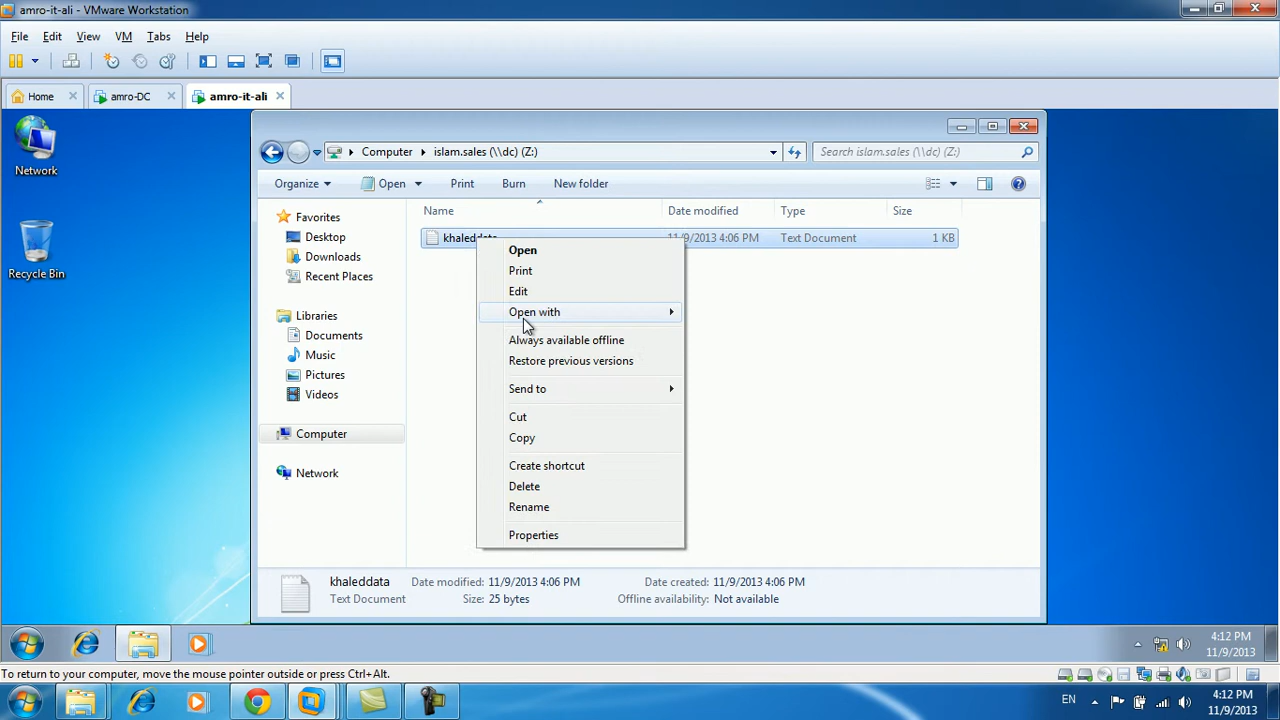 amro-it-ali - VMware Workstation
File Edit View VM Tabs Help
Home amro-DC amro-it-ali
Network
Recycle Bin
Computer islam.sales (\\dc) (Z:) Search islam.sales (\\dc) (Z:)
Organize Open Print Burn New folder
Favorites
Desktop
Downloads
Recent Places
Libraries
Documents
Music
Pictures
Videos
Computer
Network
Name Date modified Type Size
khaleddata 11/9/2013 4:06 PM Text Document 1 KB
Open
Print
Edit
Open with
Always available offline
Restore previous versions
Send to
Cut
Copy
Create shortcut
Delete
Rename
Properties
khaleddata Date modified: 11/9/2013 4:06 PM Date created: 11/9/2013 4:06 PM
Text Document Size: 25 bytes Offline availability: Not available
4:12 PM
11/9/2013
To return to your computer, move the mouse pointer outside or press Ctrl+Alt.
EN 4:12 PM
11/9/2013